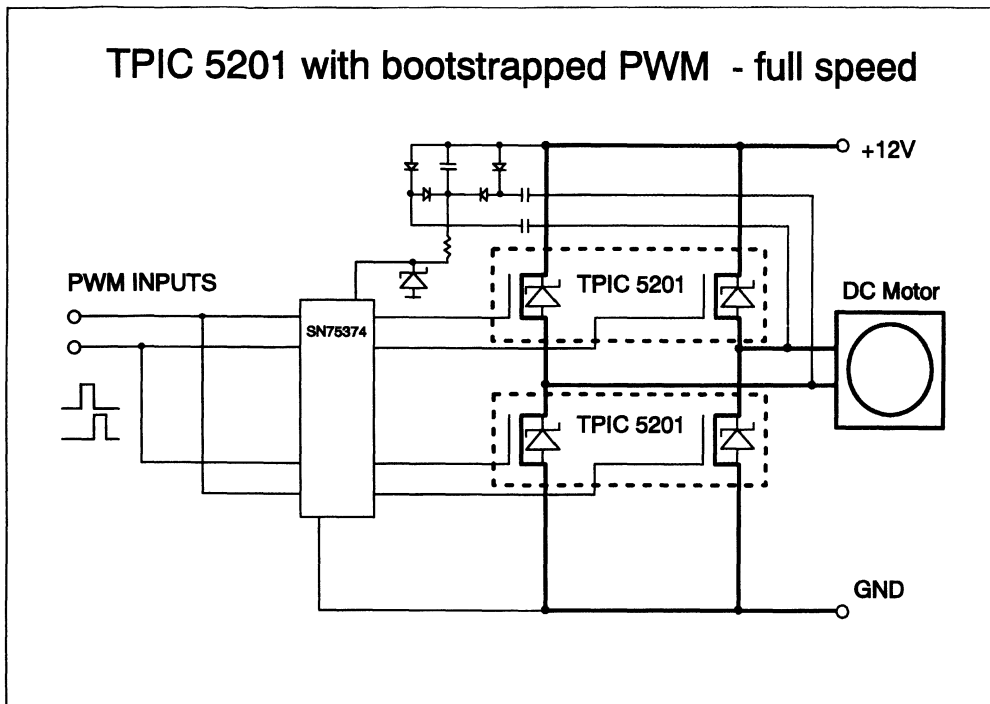 TPIC 5201 with bootstrapped PWM - full speed
+12V
PWM INPUTS
TPIC 5201
DC Motor
SN75374
TPIC 5201
GND